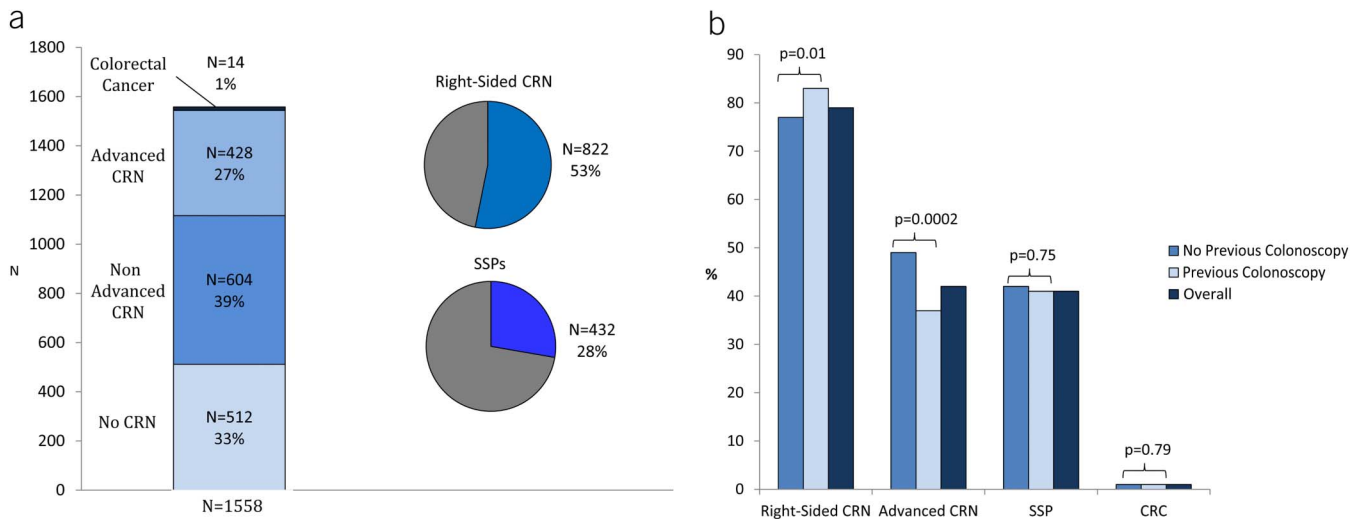 a
1800
1600
1400
1200
1000
800
600
400
200
0
N
Colorectal
Cancer
N=14
1%
Advanced
CRN
N=428
27%
Non
Advanced
CRN
N=604
39%
No CRN
N=512
33%
N=1558
Right-Sided CRN
N=822
53%
SSPs
N=432
28%
b
90
80
70
60
50
40
30
20
10
0
%
p=0.01
p=0.0002
p=0.75
p=0.79
Right-Sided CRN
Advanced CRN
SSP
CRC
No Previous Colonoscopy
Previous Colonoscopy
Overall